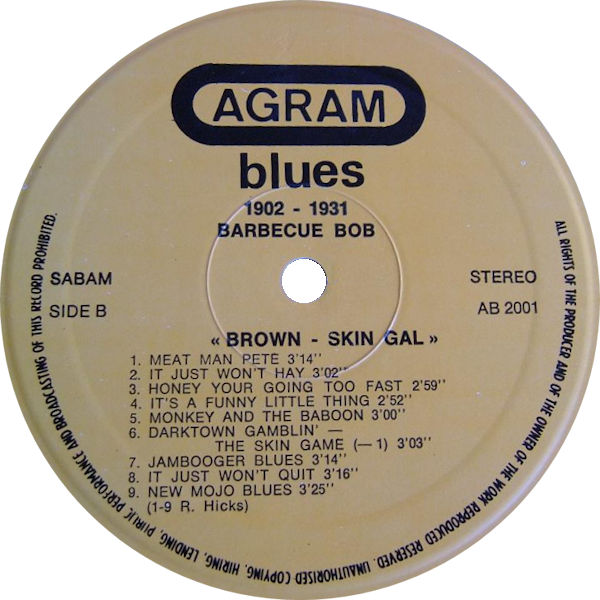 AGRAM
blues
1902 - 1931
BARBECUE BOB
SABAM
STEREO
SIDE B
AB 2001
« BROWN - SKIN GAL »
1. MEAT MAN PETE 3'14''
2. IT JUST WON'T HAY 3'02''
3. HONEY YOUR GOING TOO FAST 2'59''
4. IT'S A FUNNY LITTLE THING 2'52''
5. MONKEY AND THE BABOON 3'00''
6. DARKTOWN GAMBLIN' —
THE SKIN GAME (— 1) 3'03''
7. JAMBOOGER BLUES 3'14''
8. IT JUST WON'T QUIT 3'16''
9. NEW MOJO BLUES 3'25''
(1-9 R. Hicks)
ALL RIGHTS OF THE PRODUCER AND OF THE OWNER OF THE WORK REPRODUCED RESERVED. UNAUTHORISED COPYING, HIRING, LENDING, PUBLIC PERFORMANCE AND BROADCASTING OF THIS RECORD PROHIBITED.